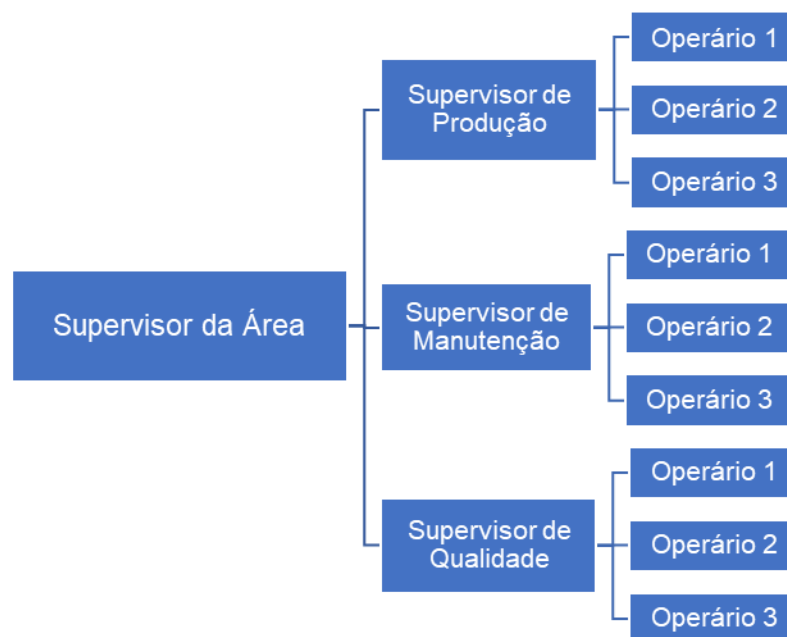 Supervisor da Área
Supervisor de
Produção
Operário 1
Operário 2
Operário 3
Supervisor de
Manutenção
Operário 1
Operário 2
Operário 3
Supervisor de
Qualidade
Operário 1
Operário 2
Operário 3